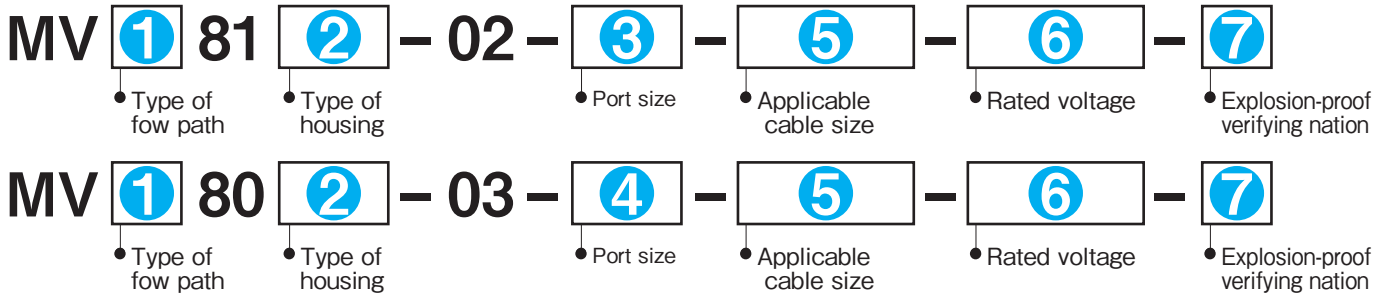 MV 1 81 2 – 02 – 3 – 5 – 6 – 7
Type of fow path
Type of housing
Port size
Applicable cable size
Rated voltage
Explosion-proof verifying nation
MV 1 80 2 – 03 – 4 – 5 – 6 – 7
Type of fow path
Type of housing
Port size
Applicable cable size
Rated voltage
Explosion-proof verifying nation